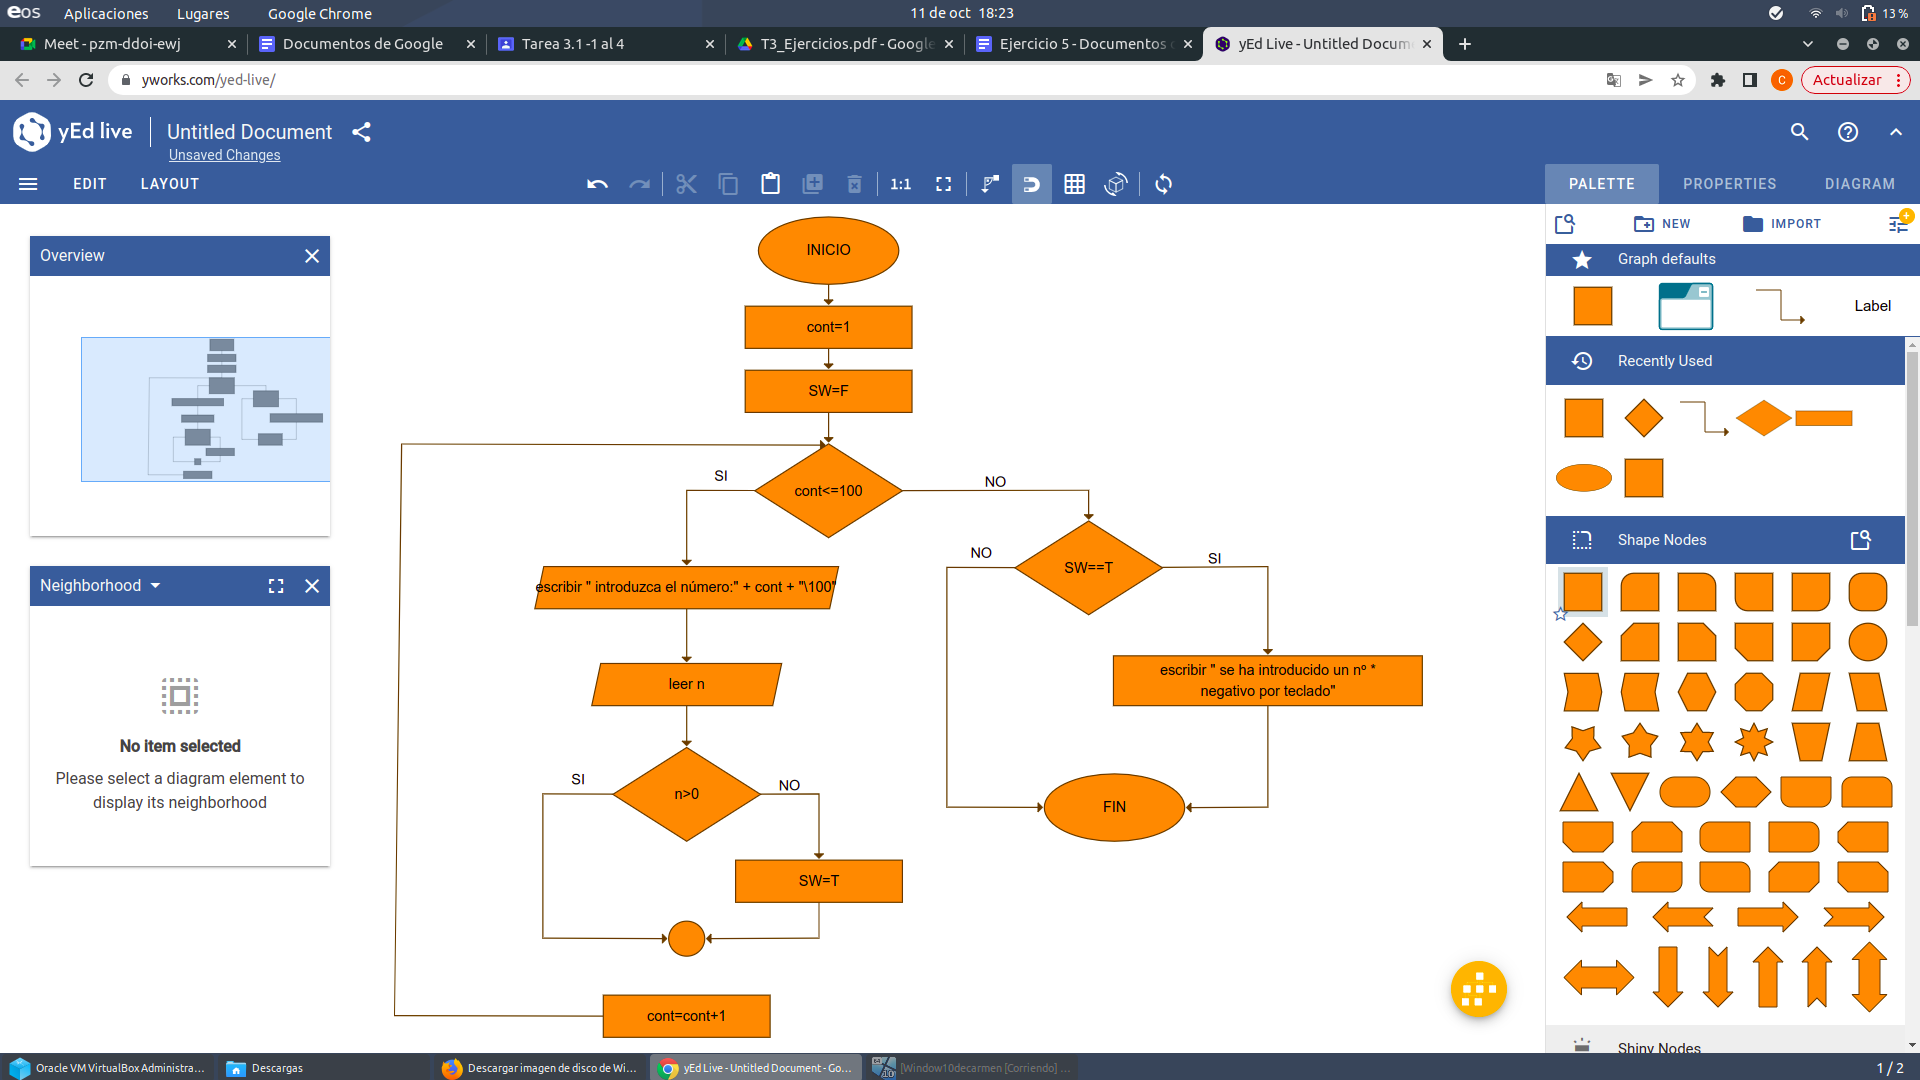 eos Aplicaciones Lugares Google Chrome 11 de oct 18:23 13 %
Meet - pzm-ddoi-ewj Documentos de Google Tarea 3.1 -1 al 4 T3_Ejercicios.pdf - Google Ejercicio 5 - Documentos yEd Live - Untitled Docum
yworks.com/yed-live/ C Actualizar
yEd live Untitled Document
Unsaved Changes
EDIT LAYOUT 1:1 PALETTE PROPERTIES DIAGRAM
NEW IMPORT
Overview
Graph defaults
Label
Recently Used
Shape Nodes
Shiny Nodes
Neighborhood
No item selected
Please select a diagram element to
display its neighborhood
INICIO
cont=1
SW=F
cont<=100
SI
NO
escribir " introduzca el número:" + cont + "\100"
leer n
n>0
SI
NO
SW=T
cont=cont+1
SW==T
NO
SI
escribir " se ha introducido un nº *
negativo por teclado"
FIN
Oracle VM VirtualBox Administra... Descargas Descargar imagen de disco de Wi... yEd Live - Untitled Document - Go... [Window10decarmen [Corriendo] ... 1 / 2